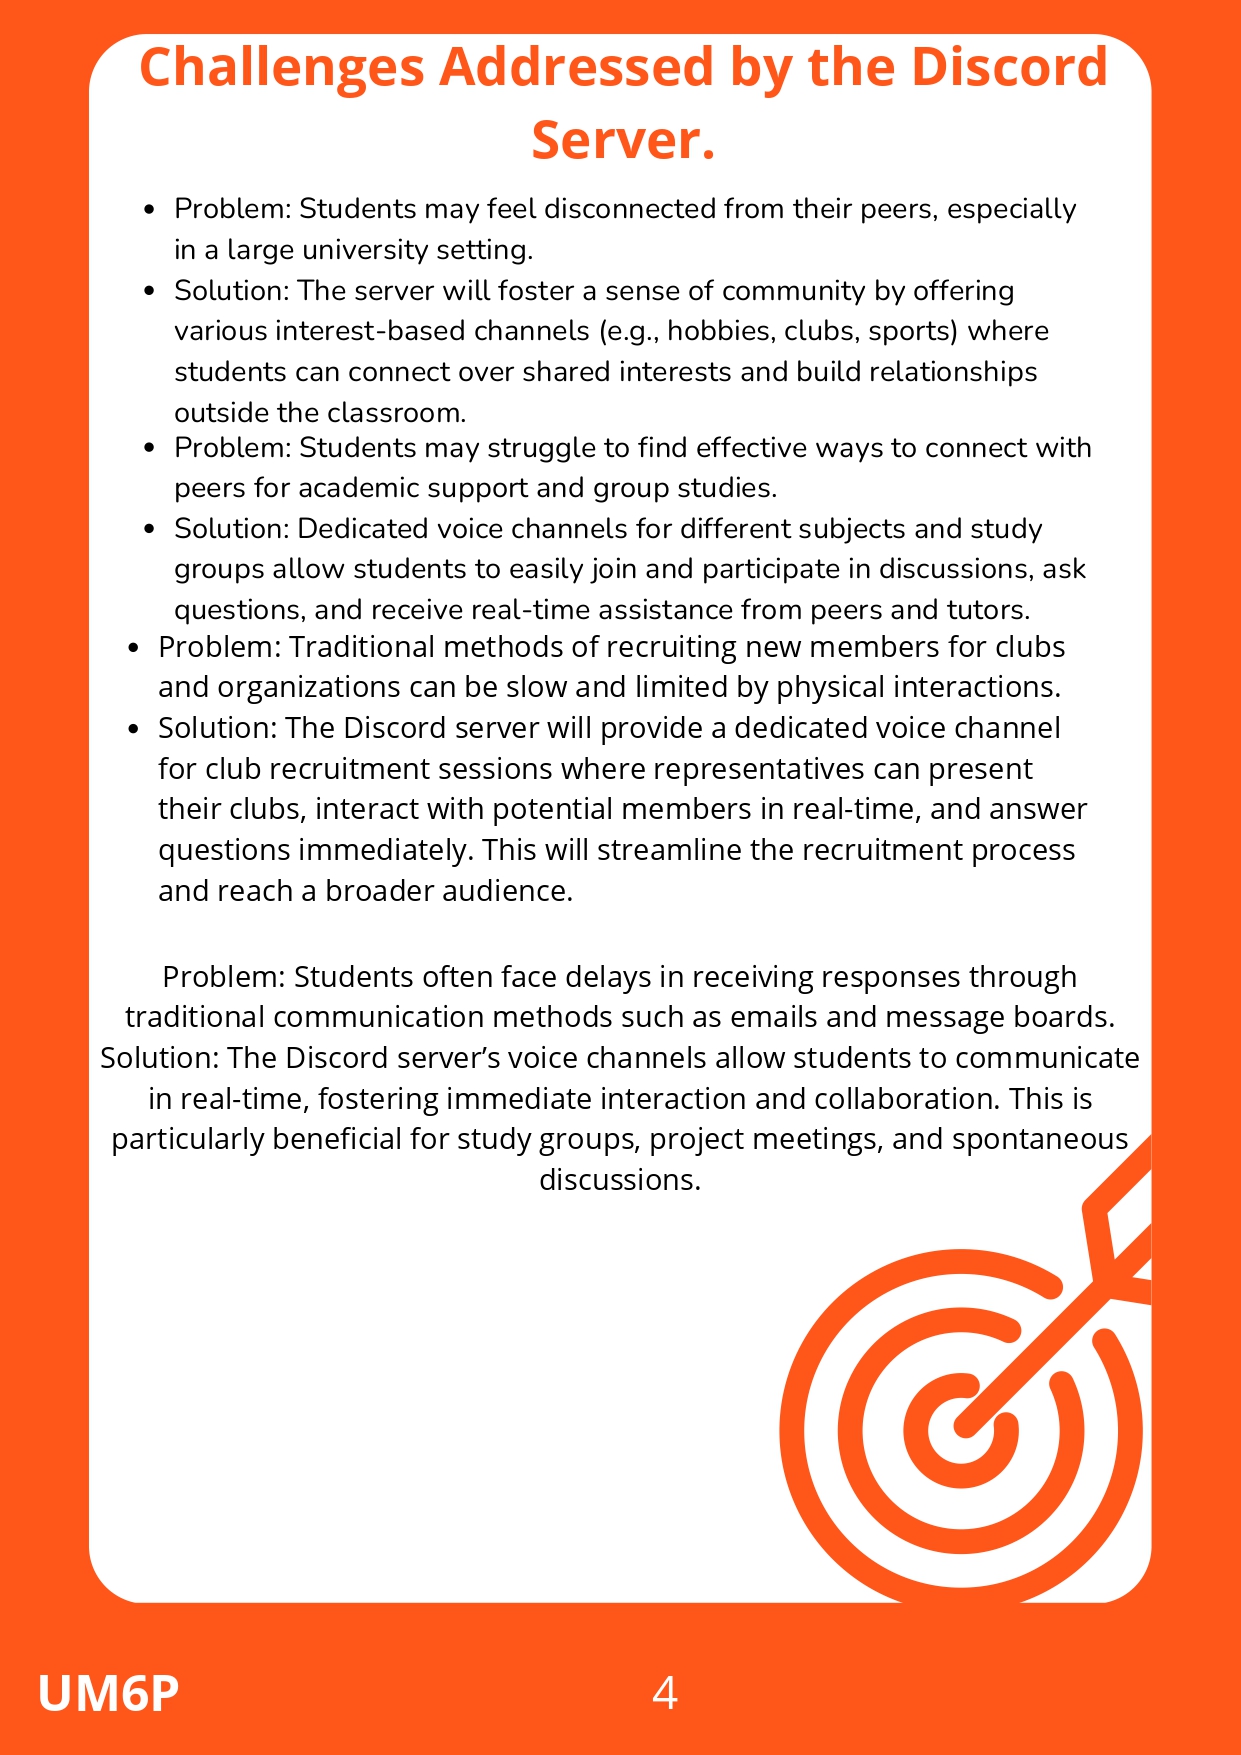 Challenges Addressed by the Discord
Server.
• Problem: Students may feel disconnected from their peers, especially
in a large university setting.
• Solution: The server will foster a sense of community by offering
various interest-based channels (e.g., hobbies, clubs, sports) where
students can connect over shared interests and build relationships
outside the classroom.
• Problem: Students may struggle to find effective ways to connect with
peers for academic support and group studies.
• Solution: Dedicated voice channels for different subjects and study
groups allow students to easily join and participate in discussions, ask
questions, and receive real-time assistance from peers and tutors.
• Problem: Traditional methods of recruiting new members for clubs
and organizations can be slow and limited by physical interactions.
• Solution: The Discord server will provide a dedicated voice channel
for club recruitment sessions where representatives can present
their clubs, interact with potential members in real-time, and answer
questions immediately. This will streamline the recruitment process
and reach a broader audience.
Problem: Students often face delays in receiving responses through
traditional communication methods such as emails and message boards.
Solution: The Discord server’s voice channels allow students to communicate
in real-time, fostering immediate interaction and collaboration. This is
particularly beneficial for study groups, project meetings, and spontaneous
discussions.
UM6P
4